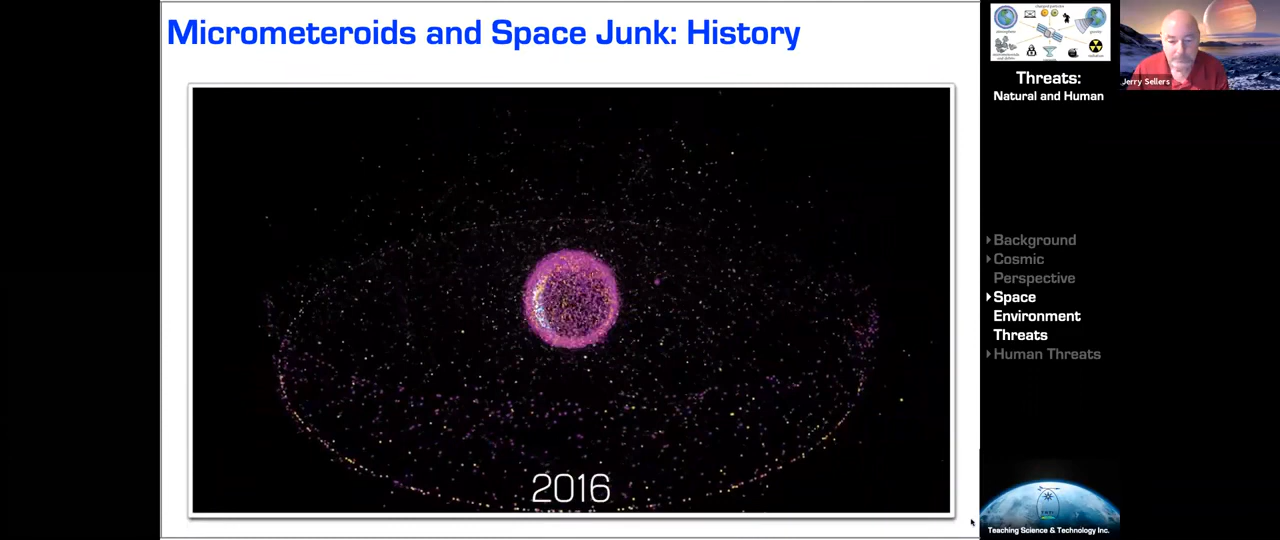 Micrometeroids and Space Junk: History
2016
Threats:
Natural and Human
Background
Cosmic
Perspective
Space
Environment
Threats
Human Threats
Teaching Science & Technology Inc.
Jerry Sellers